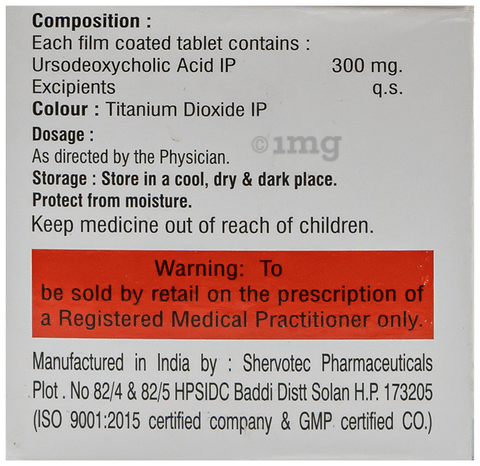 Composition :
Each film coated tablet contains :
Ursodeoxycholic Acid IP 300 mg.
Excipients q.s.
Colour : Titanium Dioxide IP
Dosage :
As directed by the Physician.
©1mg
Storage : Store in a cool, dry & dark place.
Protect from moisture.
Keep medicine out of reach of children.
Warning: To
be sold by retail on the prescription of
a Registered Medical Practitioner only.
Manufactured in India by : Shervotec Pharmaceuticals
Plot . No 82/4 & 82/5 HPSIDC Baddi Distt Solan H.P. 173205
(ISO 9001:2015 certified company & GMP certified CO.)